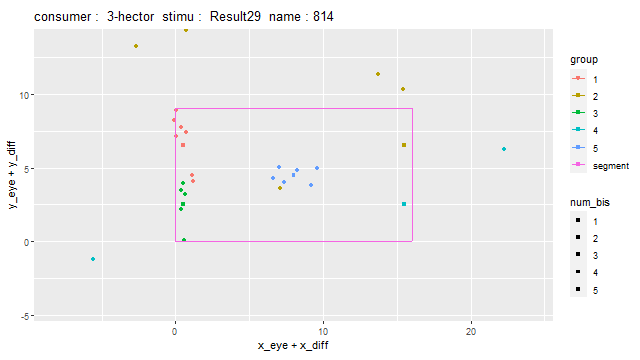 consumer :  3-hector  stimu :  Result29  name : 814
y_eye + y_diff
10
5
0
-5
0
10
20
x_eye + x_diff
group
1
2
3
4
5
segment
num_bis
1
2
3
4
5